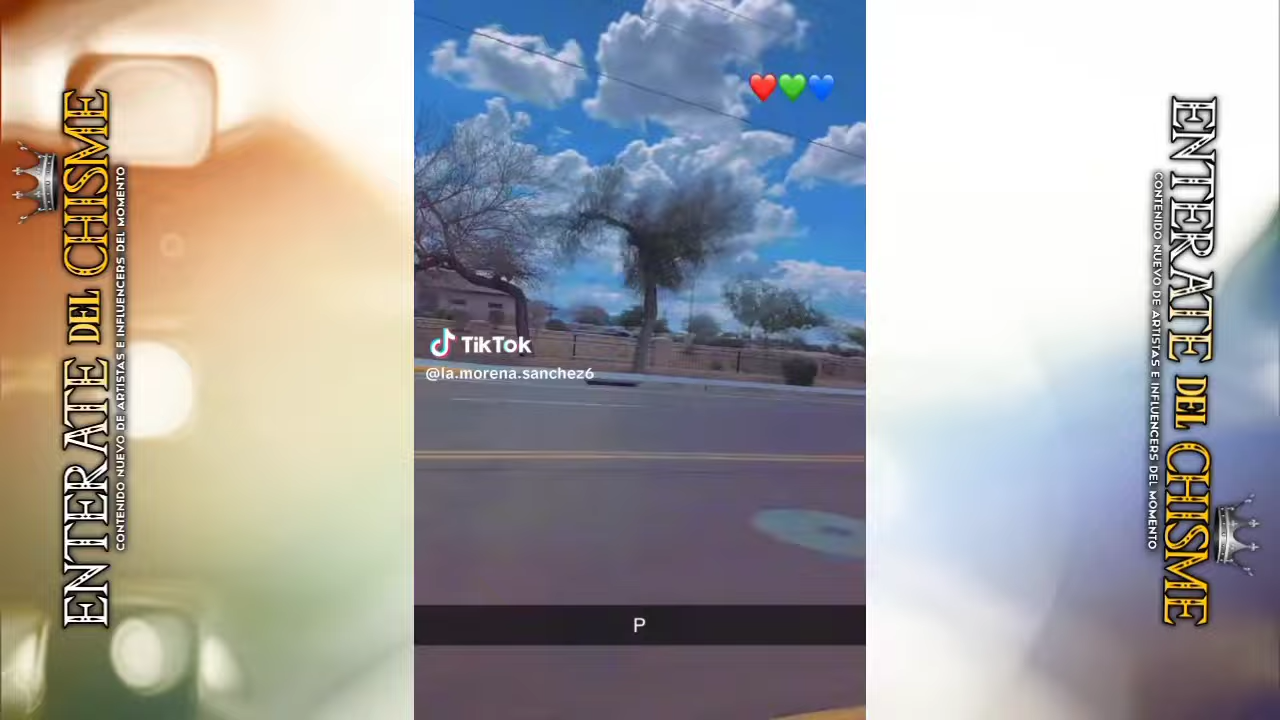 ENTERATE DEL CHISME
CONTENIDO NUEVO DE ARTISTAS E INFLUENCERS DEL MOMENTO
TikTok
@la.morena.sanchez6
P
ENTERATE DEL CHISME
CONTENIDO NUEVO DE ARTISTAS E INFLUENCERS DEL MOMENTO